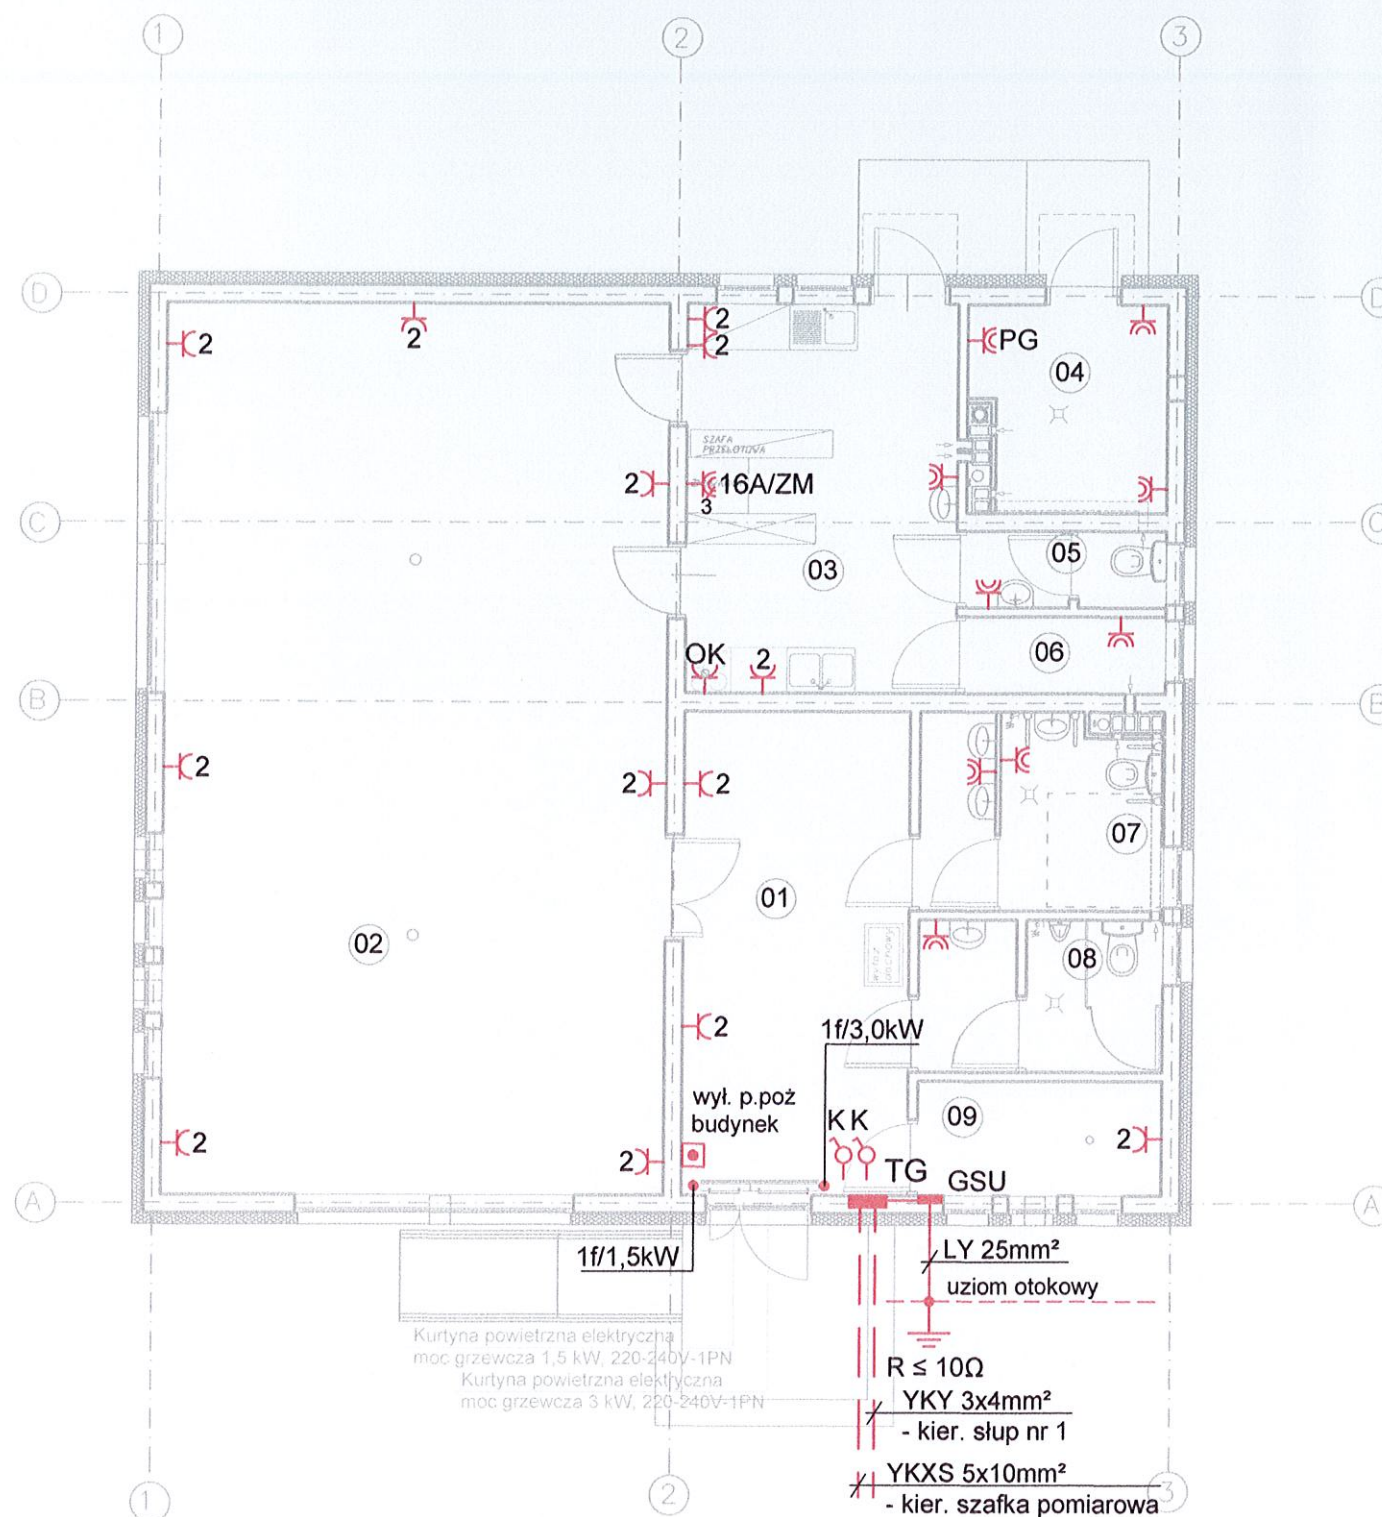 1
2
3
D
D
2
2
2
2
PG
04
SZAFA
PRZELOTOWA
2
16A/ZM
3
C
C
03
05
OK
2
06
B
B
2
2
2
07
01
02
08
wyłaz
dachowy
2
1f/3,0kW
wył. p.poż
budynek
K K
09
2
2
2
TG
GSU
A
A
1f/1,5kW
LY 25mm²
uziom otokowy
Kurtyna powietrzna elektryczna
moc grzewcza 1,5 kW, 220-240V-1PN
Kurtyna powietrzna elektryczna
moc grzewcza 3 kW, 220-240V-1PN
R ≤ 10Ω
YKY 3x4mm²
- kier. słup nr 1
YKXS 5x10mm²
- kier. szafka pomiarowa
1
2
3